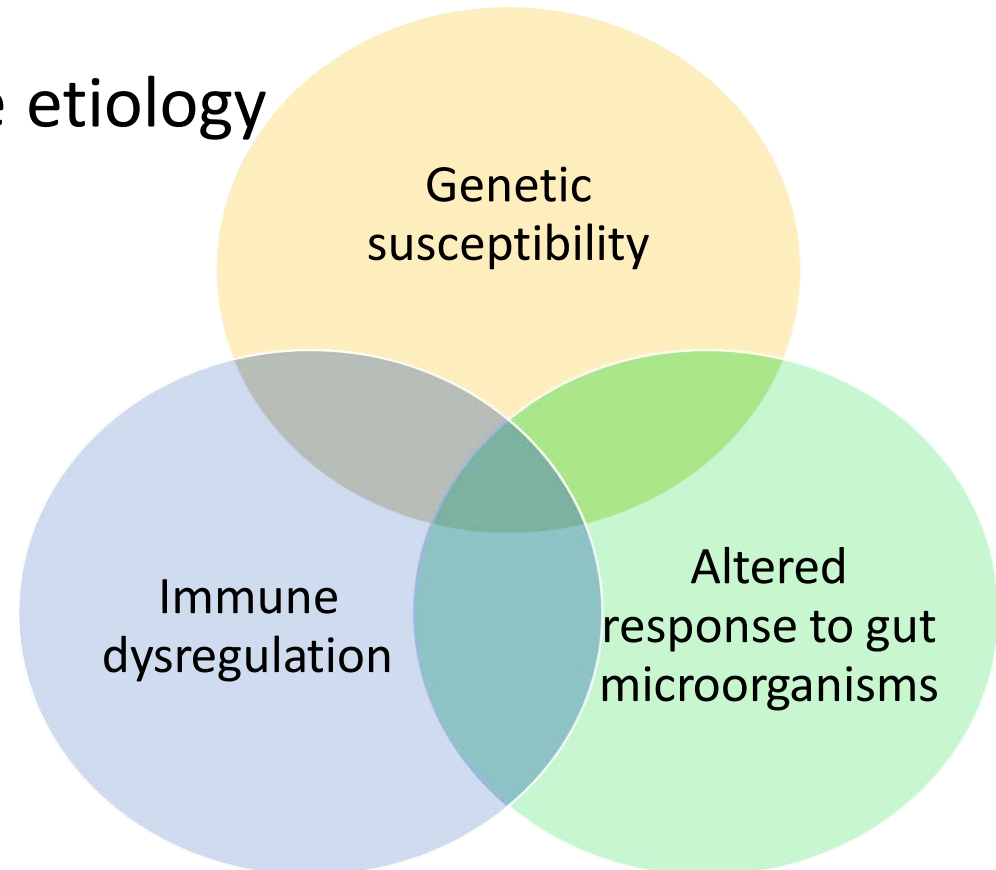 etiology
Genetic
susceptibility
Immune
dysregulation
Altered
response to gut
microorganisms